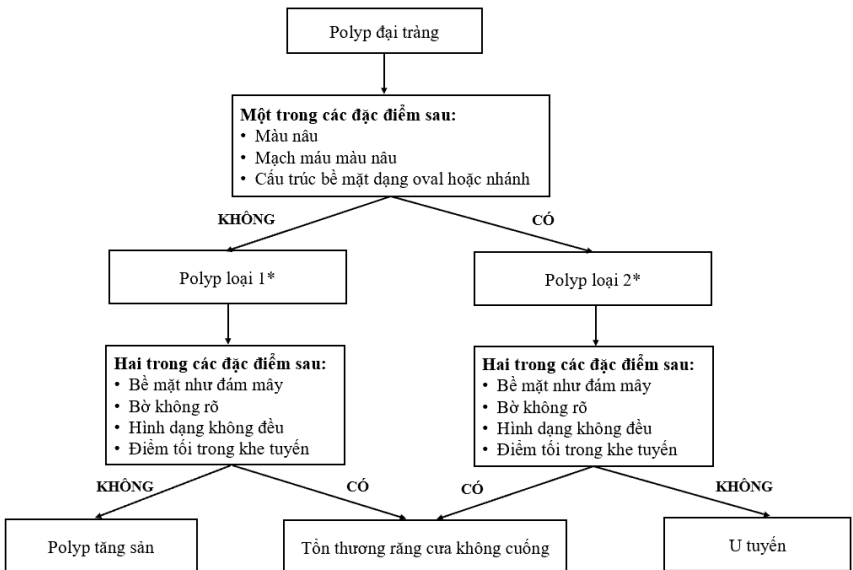 Polyp đại tràng
Một trong các đặc điểm sau:
• Màu nâu
• Mạch máu màu nâu
• Cấu trúc bề mặt dạng oval hoặc nhánh
KHÔNG
CÓ
Polyp loại 1*
Polyp loại 2*
Hai trong các đặc điểm sau:
• Bề mặt như đám mây
• Bờ không rõ
• Hình dạng không đều
• Điểm tối trong khe tuyến
Hai trong các đặc điểm sau:
• Bề mặt như đám mây
• Bờ không rõ
• Hình dạng không đều
• Điểm tối trong khe tuyến
KHÔNG
CÓ
CÓ
KHÔNG
Polyp tăng sản
Tổn thương răng cưa không cuống
U tuyến